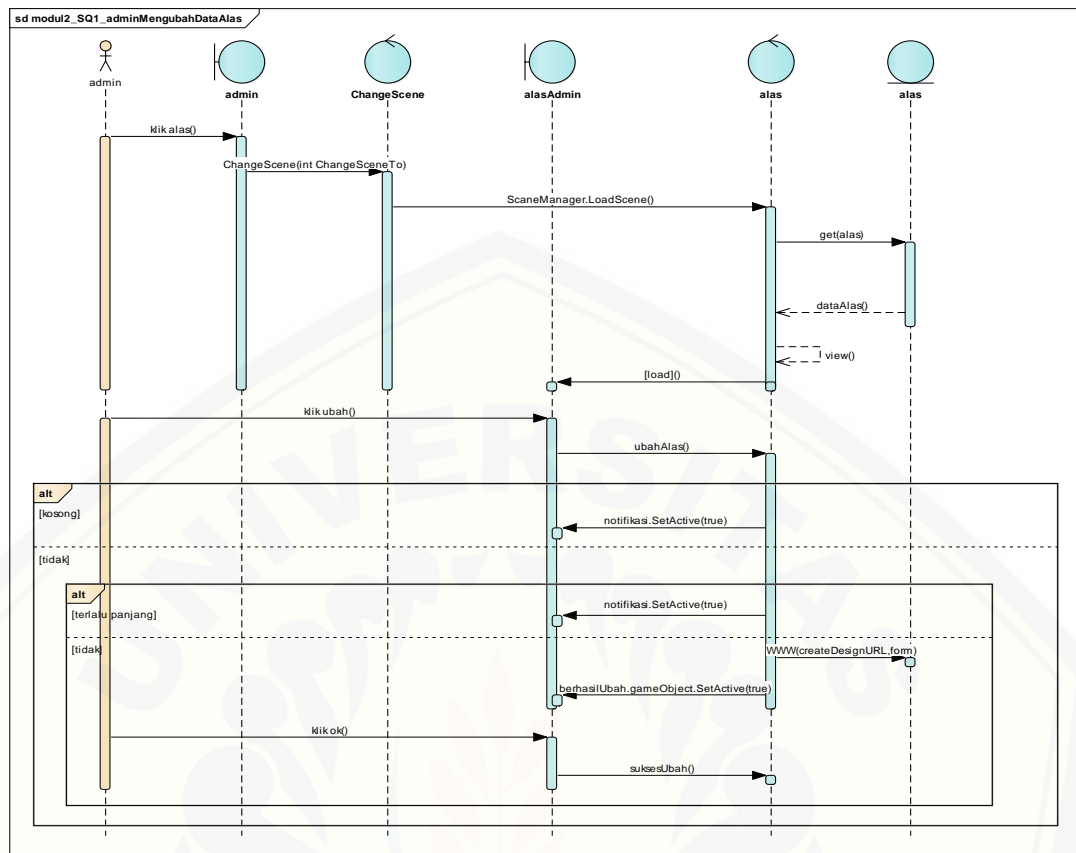 sd modul2_SQ1_adminMengubahDataAlas
admin
admin
ChangeScene
alasAdmin
alas
alas
klik alas()
ChangeScene(int ChangeSceneTo)
ScaneManager.LoadScene()
get(alas)
dataAlas()
view()
[load]()
klik ubah()
ubahAlas()
alt
[kosong]
notifikasi.SetActive(true)
[tidak]
alt
[terlalu panjang]
notifikasi.SetActive(true)
[tidak]
WWW(createDesignURL,form)
berhasilUbah.gameObject.SetActive(true)
klik ok()
suksesUbah()
UNIVERSITAS